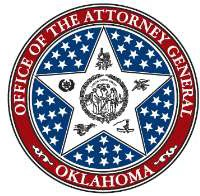 OFFICE OF THE ATTORNEY GENERAL
OKLAHOMA